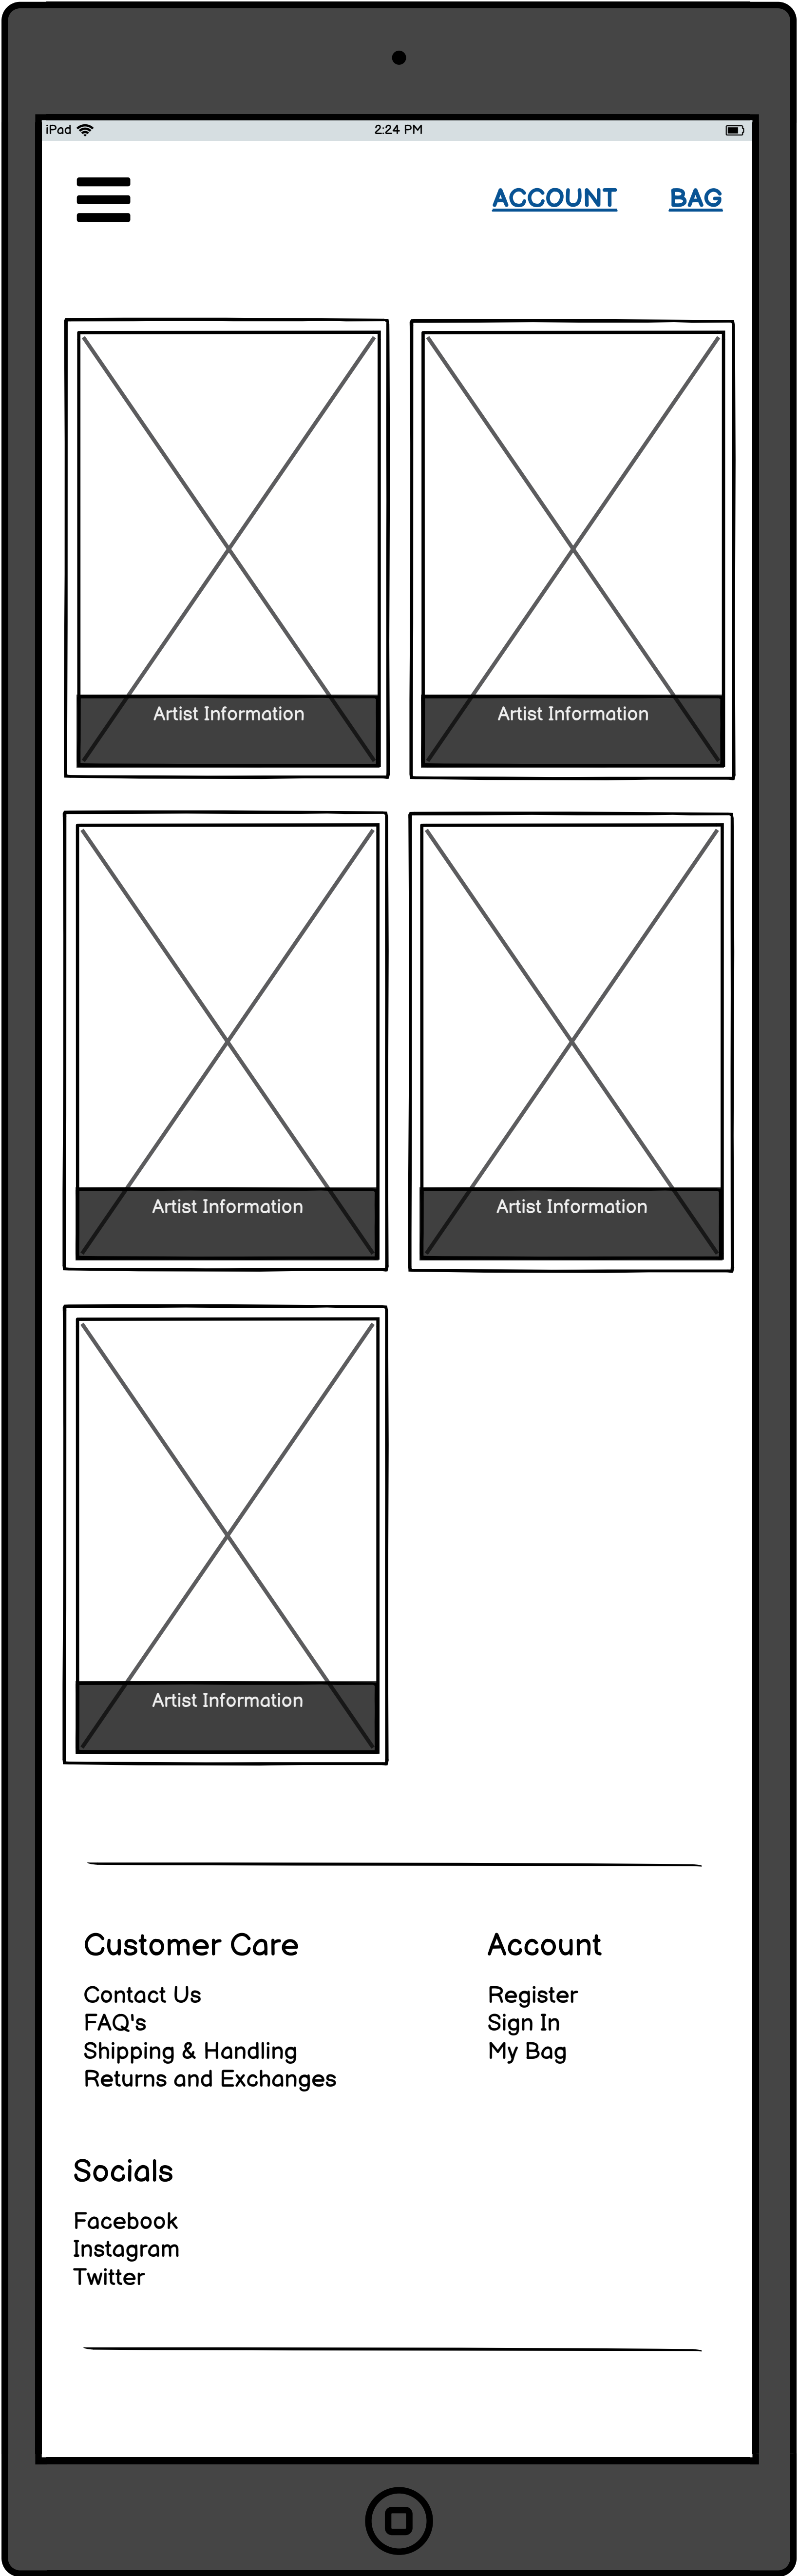 iPad 2:24 PM
ACCOUNT BAG
Artist Information Artist Information
Artist Information Artist Information
Artist Information
Customer Care
Contact Us
FAQ's
Shipping & Handling
Returns and Exchanges
Account
Register
Sign In
My Bag
Socials
Facebook
Instagram
Twitter